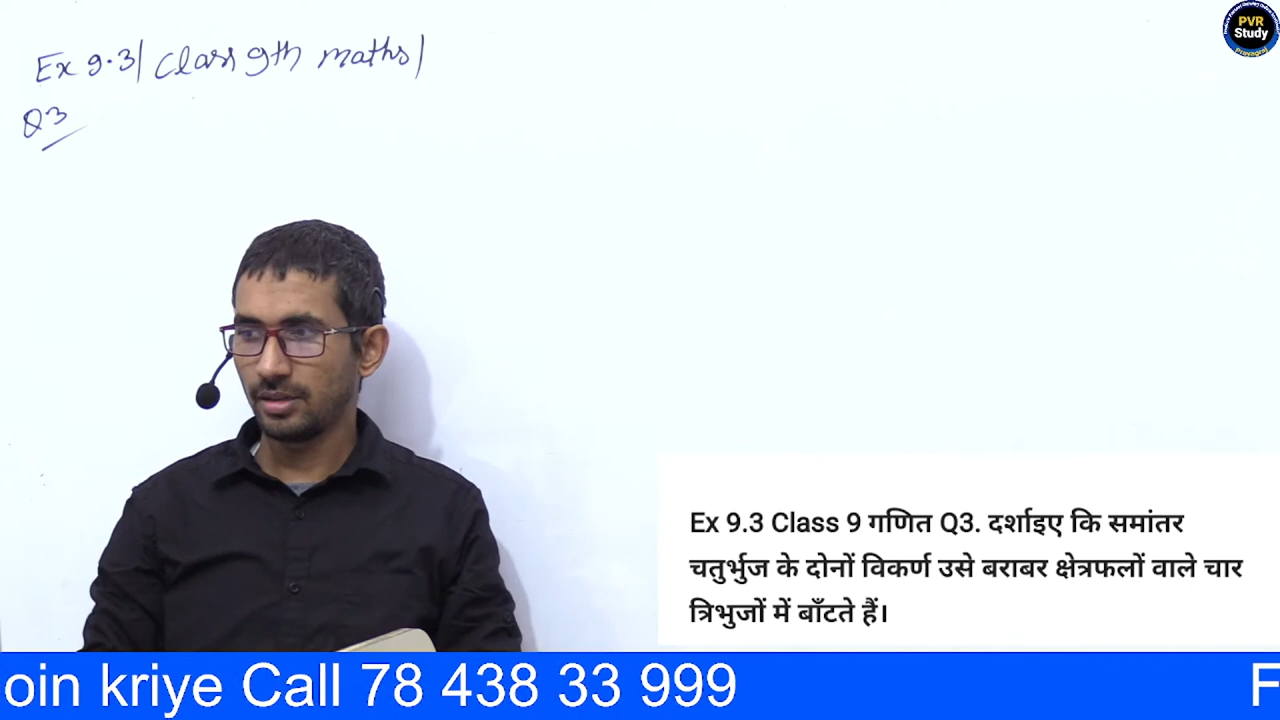 Ex 9.3| Class 9th maths|
Q3
PVR
Study
Prayagraj
Ex 9.3 Class 9 गणित Q3. दर्शाइए कि समांतर
चतुर्भुज के दोनों विकर्ण उसे बराबर क्षेत्रफलों वाले चार
त्रिभुजों में बाँटते हैं।
oin kriye Call 78 438 33 999
F